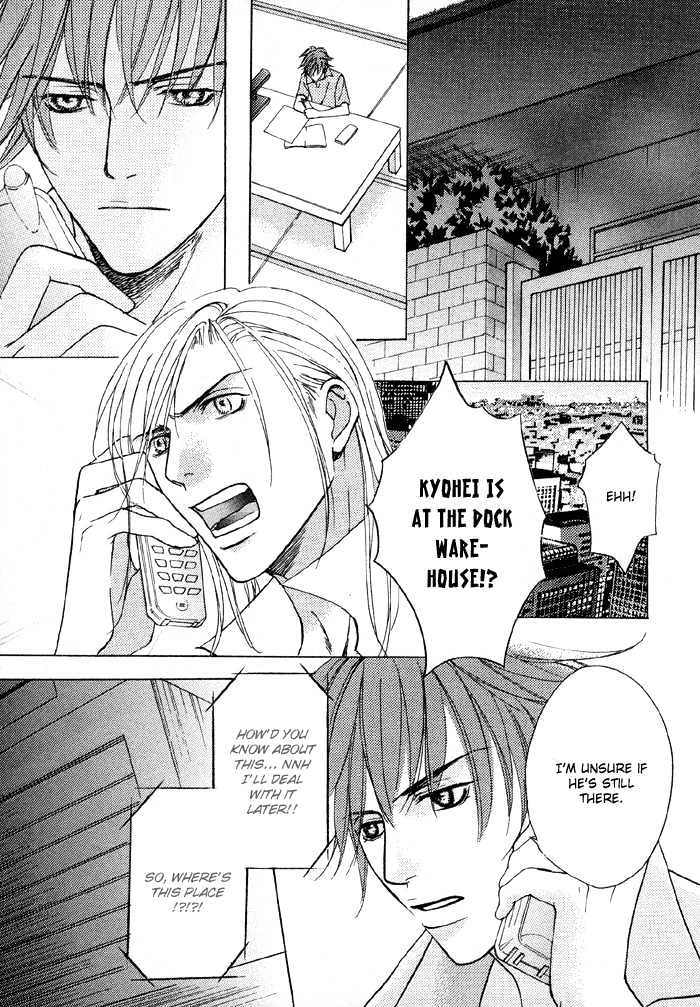 EHH!
KYOHEI IS
AT THE DOCK
WARE-
HOUSE!?
I'M UNSURE IF
HE'S STILL
THERE.
HOW'D YOU
KNOW ABOUT
THIS... NNH
I'LL DEAL
WITH IT
LATER!!
SO, WHERE'S
THIS PLACE
!?!?!